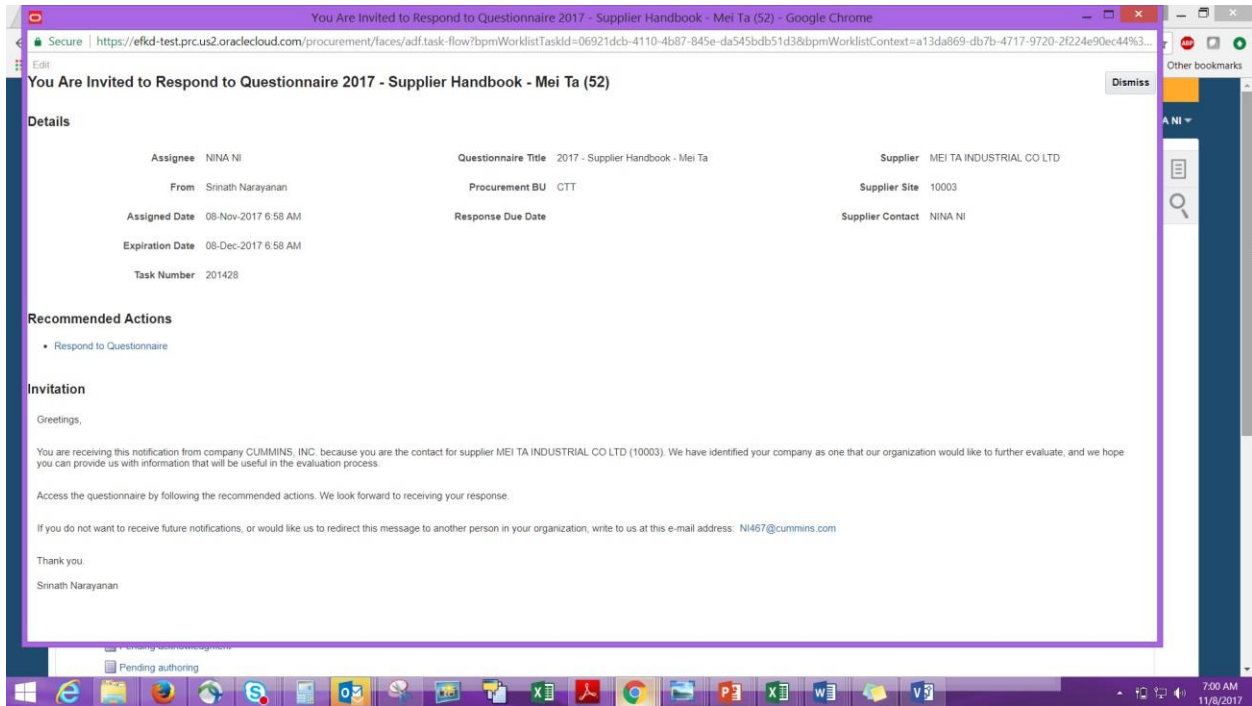 You Are Invited to Respond to Questionnaire 2017 - Supplier Handbook - Mei Ta (52) - Google Chrome
Secure | https://efkd-test.prc.us2.oraclecloud.com/procurement/faces/adf.task-flow?bpmWorklistTaskId=06921dcb-4110-4b87-845e-da545bdb51d3&bpmWorklistContext=a13da869-db7b-4717-9720-2f224e90ec44%3...
ABP
Edit
Other bookmarks
You Are Invited to Respond to Questionnaire 2017 - Supplier Handbook - Mei Ta (52)
Dismiss
Details
A NI
Assignee NINA NI Questionnaire Title 2017 - Supplier Handbook - Mei Ta Supplier MEI TA INDUSTRIAL CO LTD
From Srinath Narayanan Procurement BU CTT Supplier Site 10003
Assigned Date 08-Nov-2017 6:58 AM Response Due Date Supplier Contact NINA NI
Expiration Date 08-Dec-2017 6:58 AM
Task Number 201428
Recommended Actions
• Respond to Questionnaire
Invitation
Greetings,
You are receiving this notification from company CUMMINS, INC. because you are the contact for supplier MEI TA INDUSTRIAL CO LTD (10003). We have identified your company as one that our organization would like to further evaluate, and we hope
you can provide us with information that will be useful in the evaluation process.
Access the questionnaire by following the recommended actions. We look forward to receiving your response.
If you do not want to receive future notifications, or would like us to redirect this message to another person in your organization, write to us at this e-mail address: NI467@cummins.com
Thank you.
Srinath Narayanan
Pending acknowledgment
Pending authoring
7:00 AM
11/8/2017